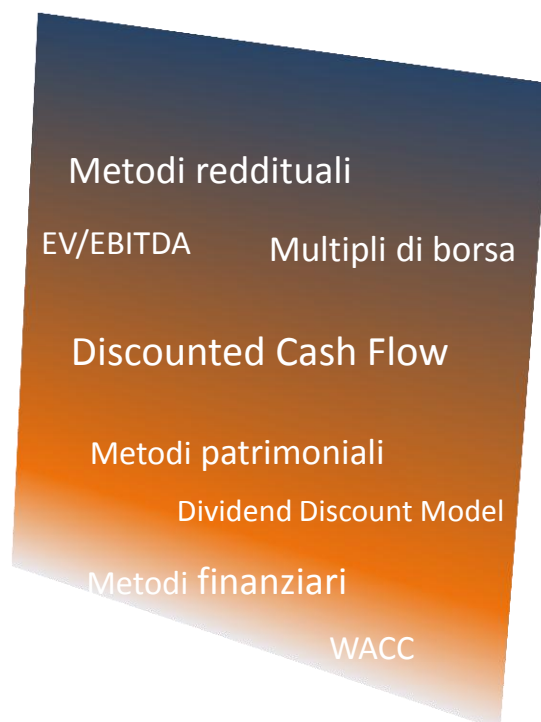 Metodi reddituali
EV/EBITDA
Multipli di borsa
Discounted Cash Flow
Metodi patrimoniali
Dividend Discount Model
Metodi finanziari
WACC